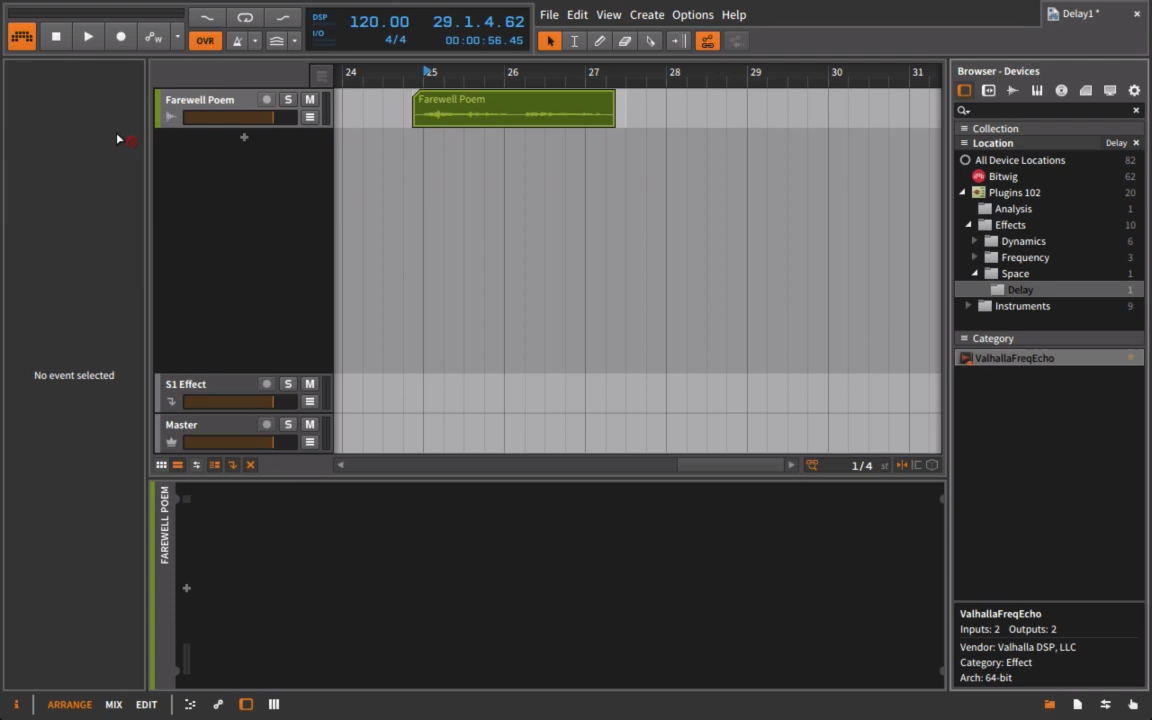 DSP
I/O
120.00
4/4
29.1.4.62
00:00:56.45
OVR
File Edit View Create Options Help
Delay1 *
24 25 26 27 28 29 30 31
Farewell Poem S M
Farewell Poem
No event selected
S1 Effect S M
Master S M
1/4
FAREWELL POEM
Browser - Devices
Collection
Location Delay
All Device Locations 82
Bitwig 62
Plugins 102 20
Analysis 1
Effects 10
Dynamics 6
Frequency 3
Space 1
Delay 1
Instruments 9
Category
ValhallaFreqEcho
ValhallaFreqEcho
Inputs: 2 Outputs: 2
Vendor: Valhalla DSP, LLC
Category: Effect
Arch: 64-bit
i ARRANGE MIX EDIT